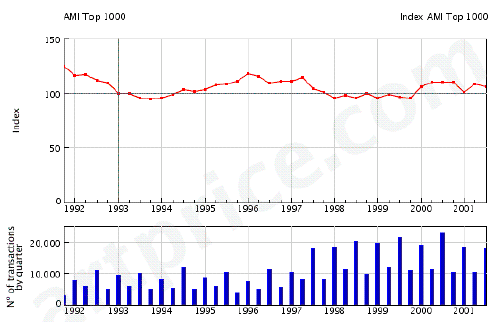 AMI Top 1000
Index AMI Top 1000
150
100
50
0
Index
1992 1993 1994 1995 1996 1997 1998 1999 2000 2001
artprice.com
20,000
10,000
0
N° of transactions
by quarter
1992 1993 1994 1995 1996 1997 1998 1999 2000 2001